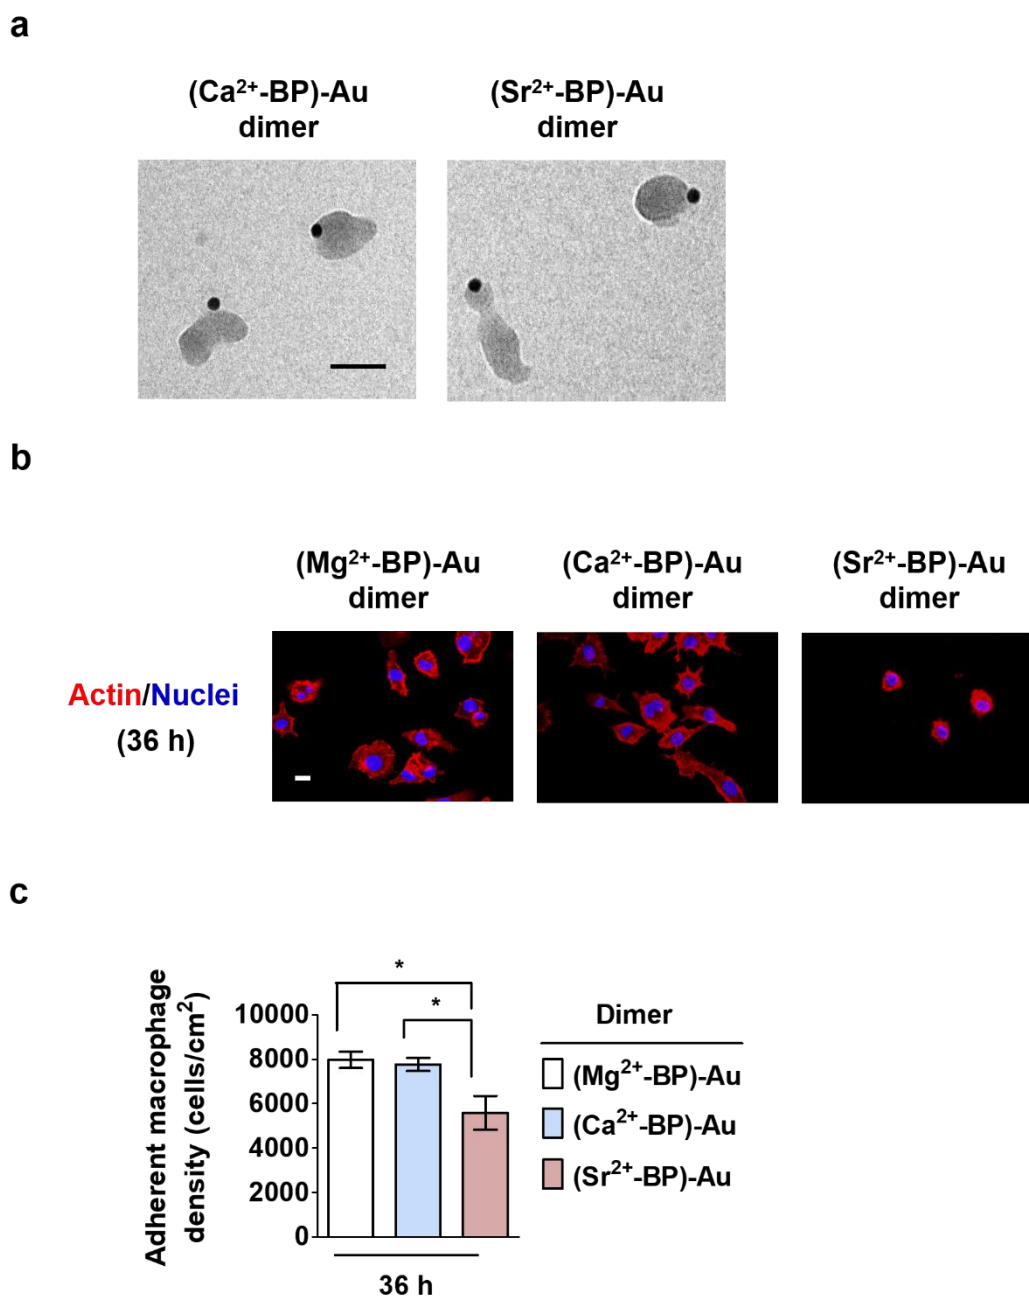 a
(Ca²⁺-BP)-Au
dimer
(Sr²⁺-BP)-Au
dimer
b
(Mg²⁺-BP)-Au
dimer
(Ca²⁺-BP)-Au
dimer
(Sr²⁺-BP)-Au
dimer
Actin/Nuclei
(36 h)
c
Adherent macrophage
density (cells/cm²)
10000
8000
6000
4000
2000
0
*
*
36 h
Dimer
(Mg²⁺-BP)-Au
(Ca²⁺-BP)-Au
(Sr²⁺-BP)-Au